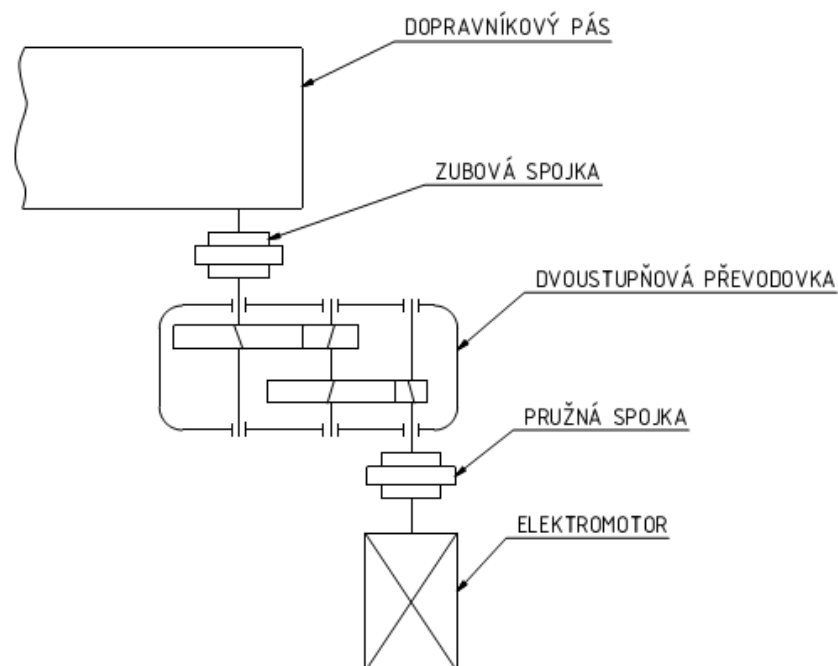 DOPRAVNÍKOVÝ PÁS
ZUBOVÁ SPOJKA
DVOUSTUPŇOVÁ PŘEVODOVKA
PRUŽNÁ SPOJKA
ELEKTROMOTOR